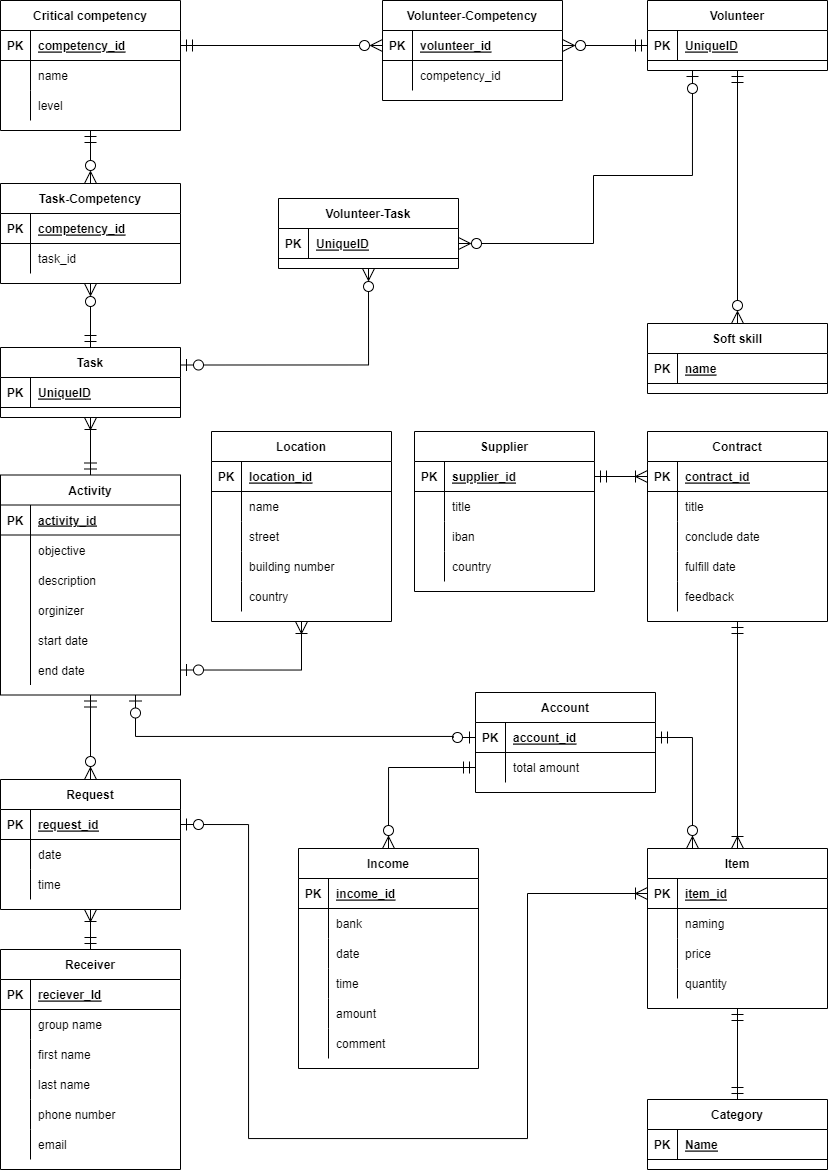 Critical competency
PK competency_id
name
level
Volunteer-Competency
PK volunteer_id
competency_id
Volunteer
PK UniqueID
Task-Competency
PK competency_id
task_id
Volunteer-Task
PK UniqueID
Soft skill
PK name
Task
PK UniqueID
Location
PK location_id
name
street
building number
country
Supplier
PK supplier_id
title
iban
country
Contract
PK contract_id
title
conclude date
fulfill date
feedback
Activity
PK activity_id
objective
description
orginizer
start date
end date
Account
PK account_id
total amount
Request
PK request_id
date
time
Income
PK income_id
bank
date
time
amount
comment
Item
PK item_id
naming
price
quantity
Receiver
PK reciever_Id
group name
first name
last name
phone number
email
Category
PK Name